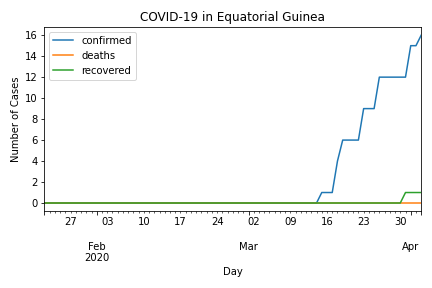 COVID-19 in Equatorial Guinea
confirmed
deaths
recovered
Number of Cases
16
14
12
10
8
6
4
2
0
27 03 10 17 24 02 09 16 23 30
Feb Mar Apr
2020
Day